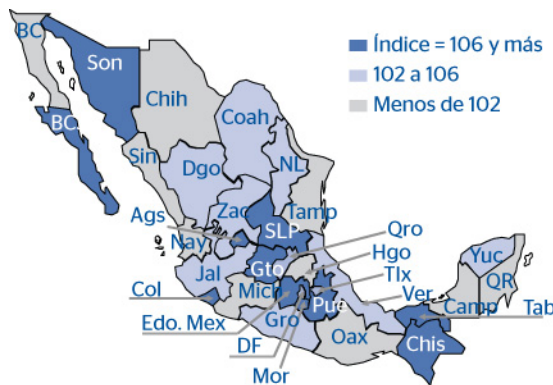 BC
Son
Índice = 106 y más
102 a 106
Menos de 102
Chih
Coah
BC
Sin
Dgo
NL
Zac
Tamp
Ags
SLP
Qro
Nay
Hgo
Yuc
Jal
Gto
Tlx
QR
Col
Mich
Pue
Ver
Camp
Tab
Edo. Mex
Gro
Oax
Chis
DF
Mor